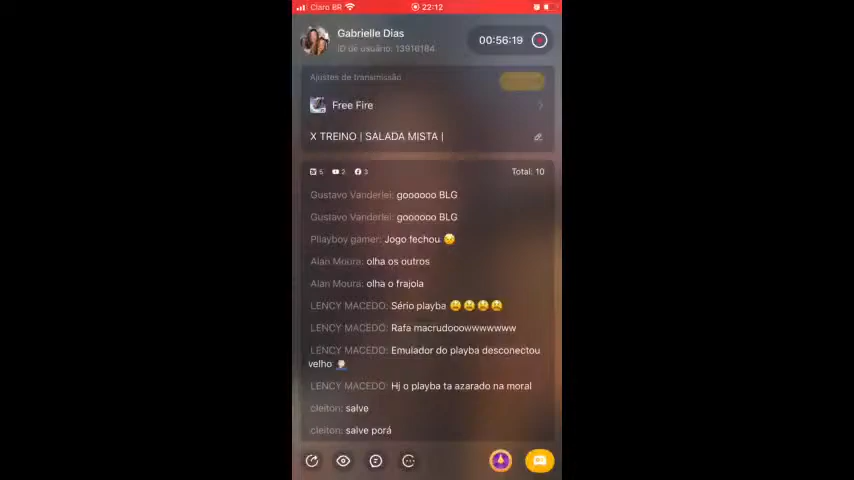 Claro BR 22:12
Gabrielle Dias
ID de usuário: 13916184
00:56:19
Ajustes de transmissão
Free Fire
X TREINO | SALADA MISTA |
5 2 3 Total: 10
Gustavo Vanderlei: goooooo BLG
Gustavo Vanderlei: goooooo BLG
Pllayboy gamer: Jogo fechou 😥
Alan Moura: olha os outros
Alan Moura: olha o frajola
LENCY MACEDO: Sério playba 😫😫😫😫
LENCY MACEDO: Rafa macrudooowwwwwww
LENCY MACEDO: Emulador do playba desconectou
velho 🤦🏻‍♂️
LENCY MACEDO: Hj o playba ta azarado na moral
cleiton: salve
cleiton: salve porá